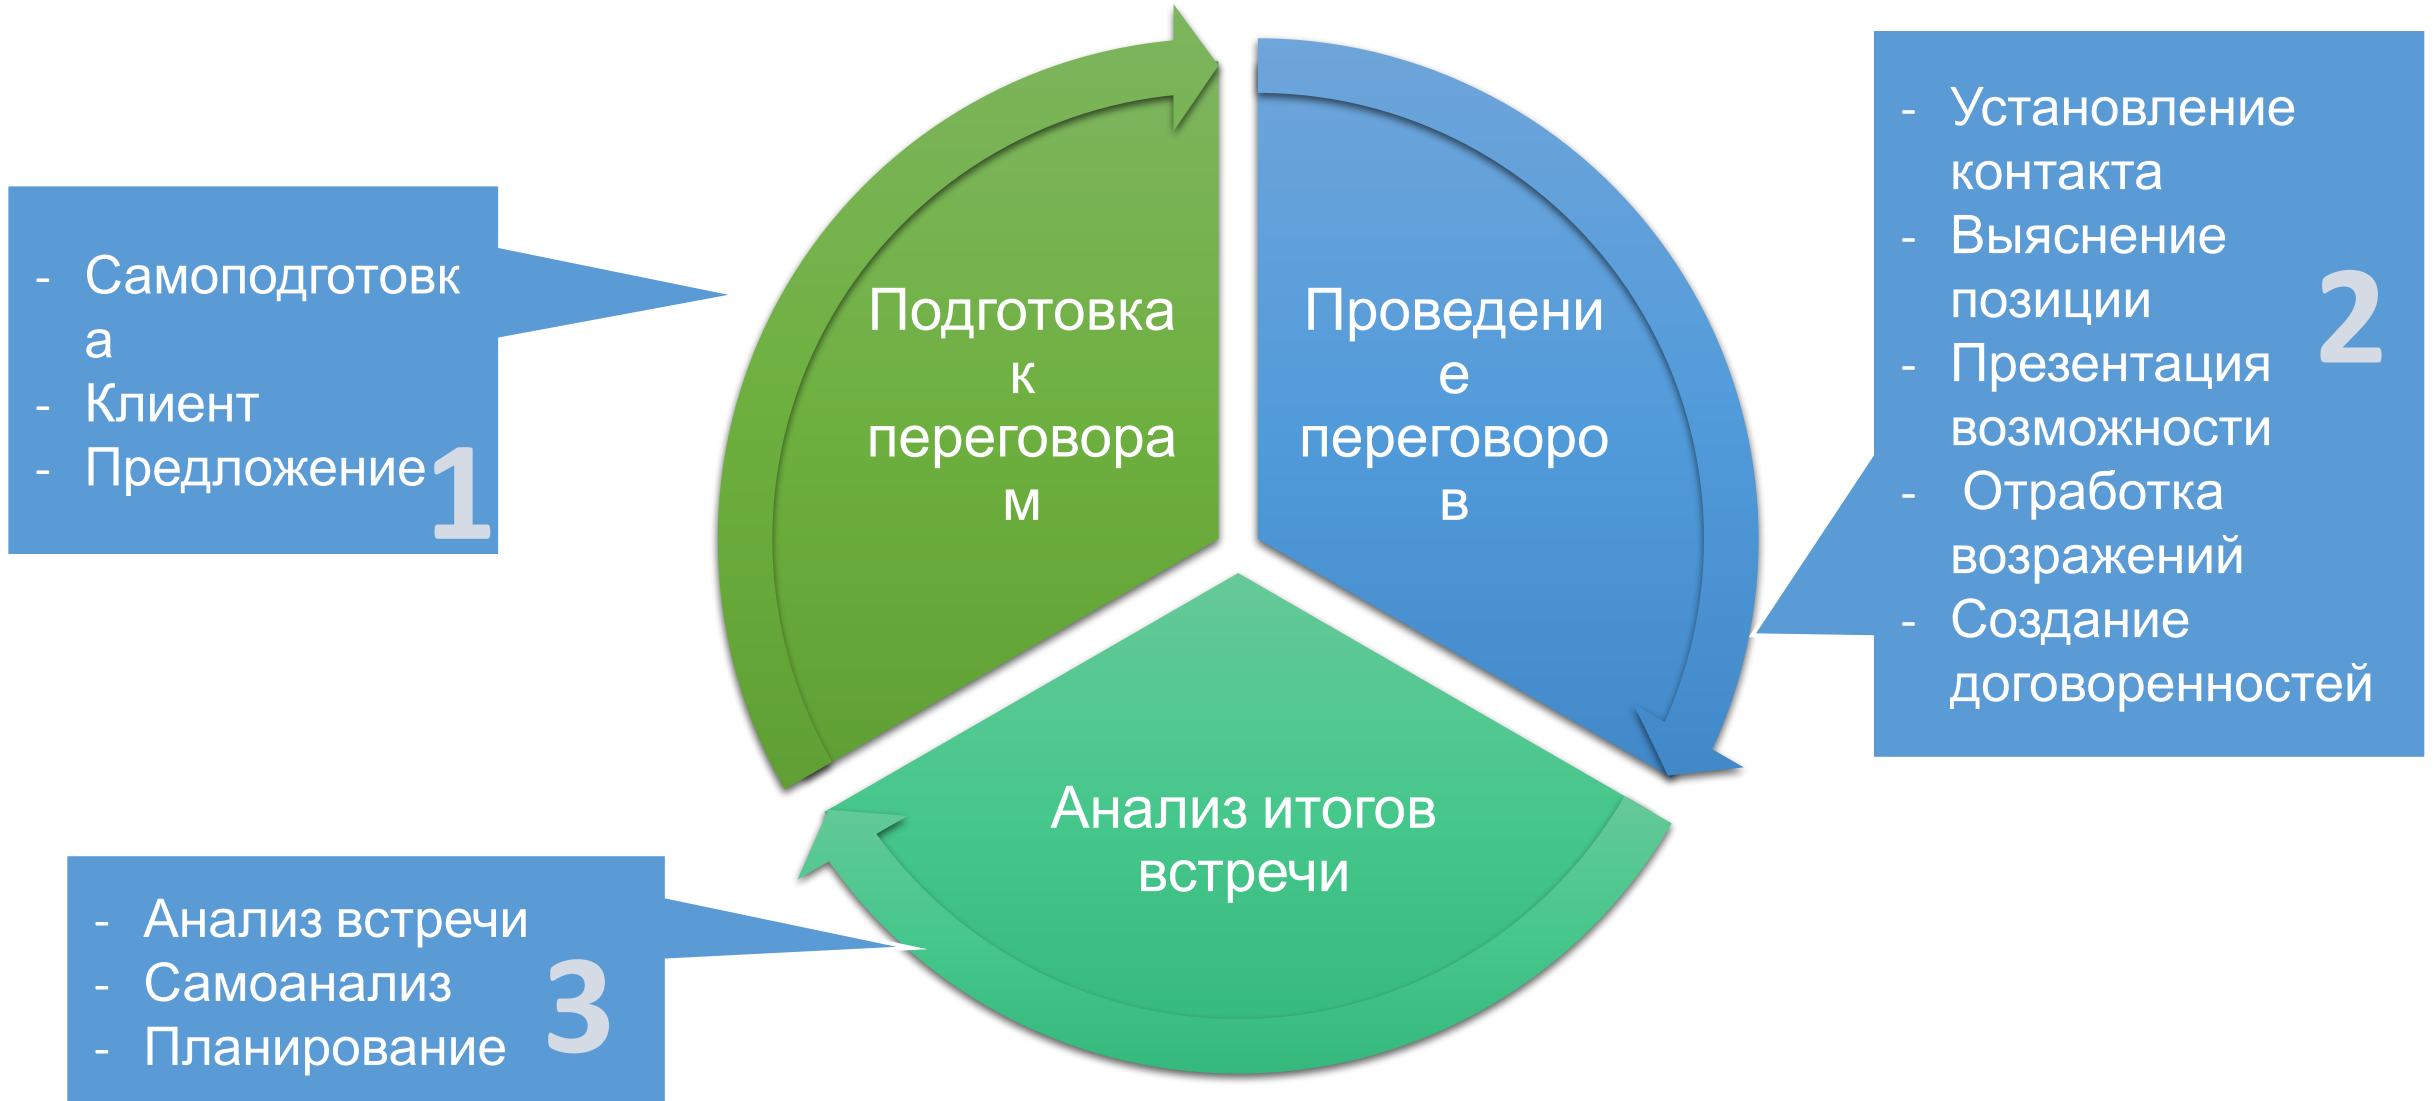 - Самоподготовк
а
- Клиент
- Предложение
1
Подготовка
к
переговора
м
Проведени
е
переговоро
в
- Установление
контакта
- Выяснение
позиции
- Презентация
возможности
- Отработка
возражений
- Создание
договоренностей
2
Анализ итогов
встречи
- Анализ встречи
- Самоанализ
- Планирование
3